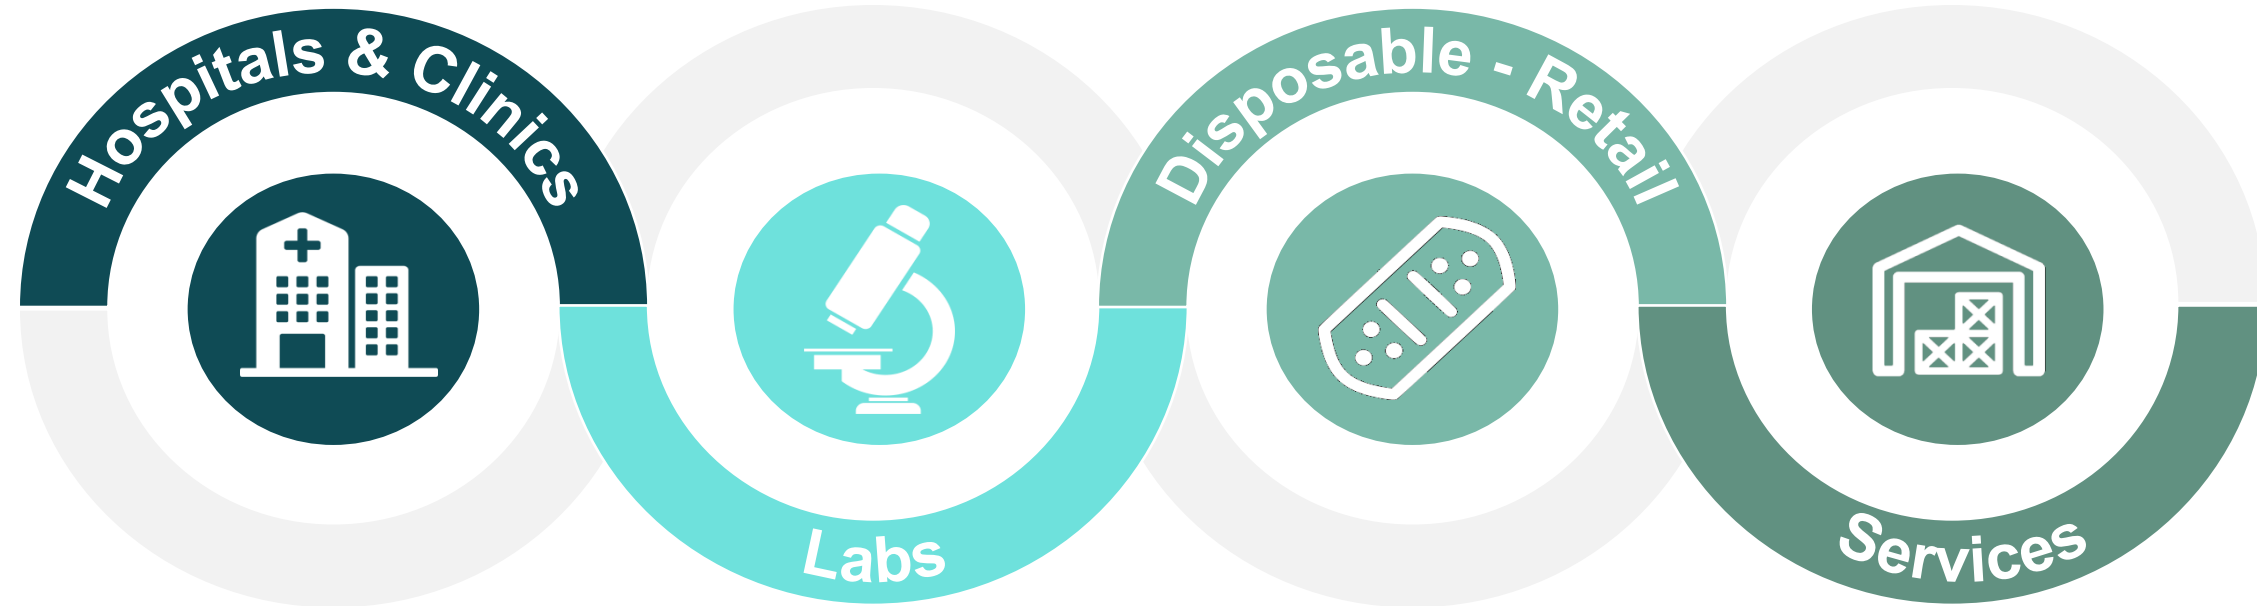 Hospitals & Clinics
Labs
Disposable - Retail
Services